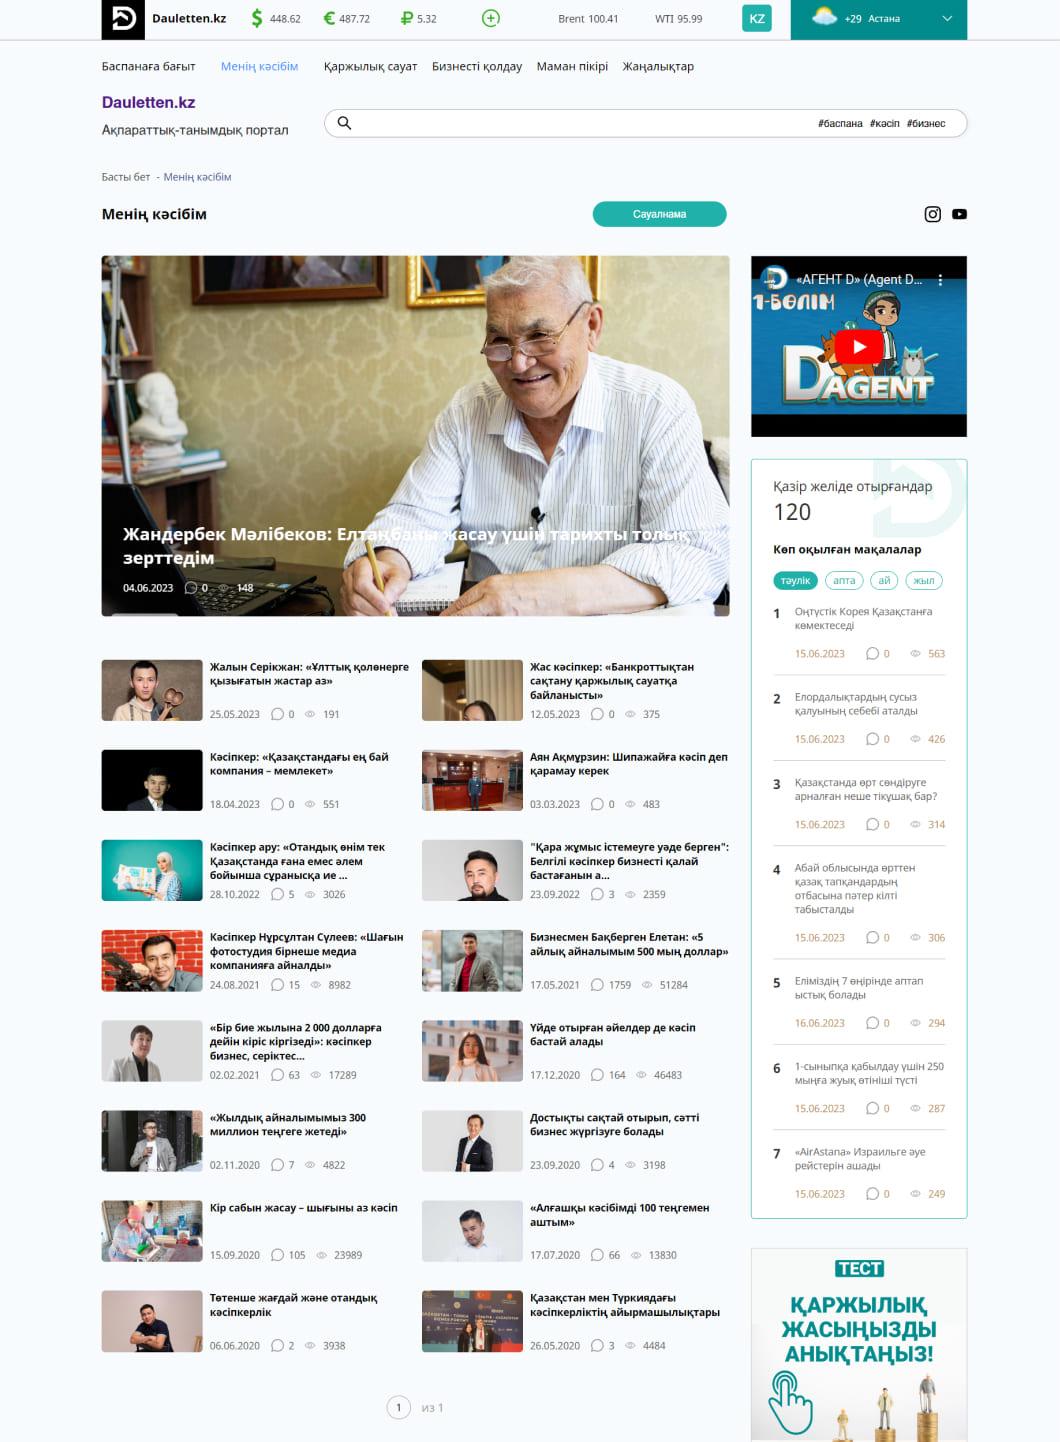 Dauletten.kz
448.62
487.72
5.32
Brent 100.41
WTI 95.99
KZ
+29 Астана
Баспанаға бағыт
Менің кәсібім
Қаржылық сауат
Бизнесті қолдау
Маман пікірі
Жаңалықтар
Dauletten.kz
Ақпараттық-танымдық портал
#баспана #кәсіп #бизнес
Басты бет - Менің кәсібім
Менің кәсібім
Сауалнама
Жандербек Мәлібеков: Елтаңбаны жасау үшін тарихты толық
зерттедім
04.06.2023 0 148
Жалын Серікжан: «Ұлттық қолөнерге
қызығатын жастар аз»
25.05.2023 0 191
Жас кәсіпкер: «Банкроттықтан
сақтану қаржылық сауатқа
байланысты»
12.05.2023 0 375
Кәсіпкер: «Қазақстандағы ең бай
компания – мемлекет»
18.04.2023 0 551
Аян Ақмұрзин: Шипажайға кәсіп деп
қарамау керек
03.03.2023 0 483
Кәсіпкер ару: «Отандық өнім тек
Қазақстанда ғана емес әлем
бойынша сұранысқа ие ...
28.10.2022 5 3026
"Қара жұмыс істемеуге уәде берген":
Белгілі кәсіпкер бизнесті қалай
бастағанын а...
23.09.2022 3 2359
Кәсіпкер Нұрсұлтан Сүлеев: «Шағын
фотостудия бірнеше медиа
компанияға айналды»
24.08.2021 15 8982
Бизнесмен Бақберген Елетан: «5
айлық айналымым 500 мың доллар»
17.05.2021 1759 51284
«Бір бие жылына 2 000 долларға
дейін кіріс кіргізеді»: кәсіпкер
бизнес, серіктес...
02.02.2021 63 17289
Үйде отырған әйелдер де кәсіп
бастай алады
17.12.2020 164 46483
«Жылдық айналымымыз 300
миллион теңгеге жетеді»
02.11.2020 7 4822
Достықты сақтай отырып, сәтті
бизнес жүргізуге болады
23.09.2020 4 3198
Кір сабын жасау – шығыны аз кәсіп
15.09.2020 105 23989
«Алғашқы кәсібімді 100 теңгемен
аштым»
17.07.2020 66 13830
Төтенше жағдай және отандық
кәсіпкерлік
06.06.2020 2 3938
Қазақстан мен Түркиядағы
кәсіпкерліктің айырмашылықтары
26.05.2020 3 4484
1 из 1
«АГЕНТ D» (Agent D...
1-БӨЛІМ
DAGENT
Қазір желіде отырғандар
120
Көп оқылған мақалалар
тәулік апта ай жыл
1 Оңтүстік Корея Қазақстанға
көмектеседі
15.06.2023 0 563
2 Елордалықтардың сусыз
қалуының себебі аталды
15.06.2023 0 426
3 Қазақстанда өрт сөндіруге
арналған неше тікұшақ бар?
15.06.2023 0 314
4 Абай облысында өрттен
қазақ тапқандардың
отбасына пәтер кілті
табысталды
15.06.2023 0 306
5 Еліміздің 7 өңірінде аптап
ыстық болады
16.06.2023 0 294
6 1-сыныпқа қабылдау үшін 250
мыңға жуық өтініші түсті
15.06.2023 0 287
7 «AirAstana» Израильге әуе
рейстерін ашады
15.06.2023 0 249
ТЕСТ
ҚАРЖЫЛЫҚ
ЖАСЫҢЫЗДЫ
АНЫҚТАҢЫЗ!